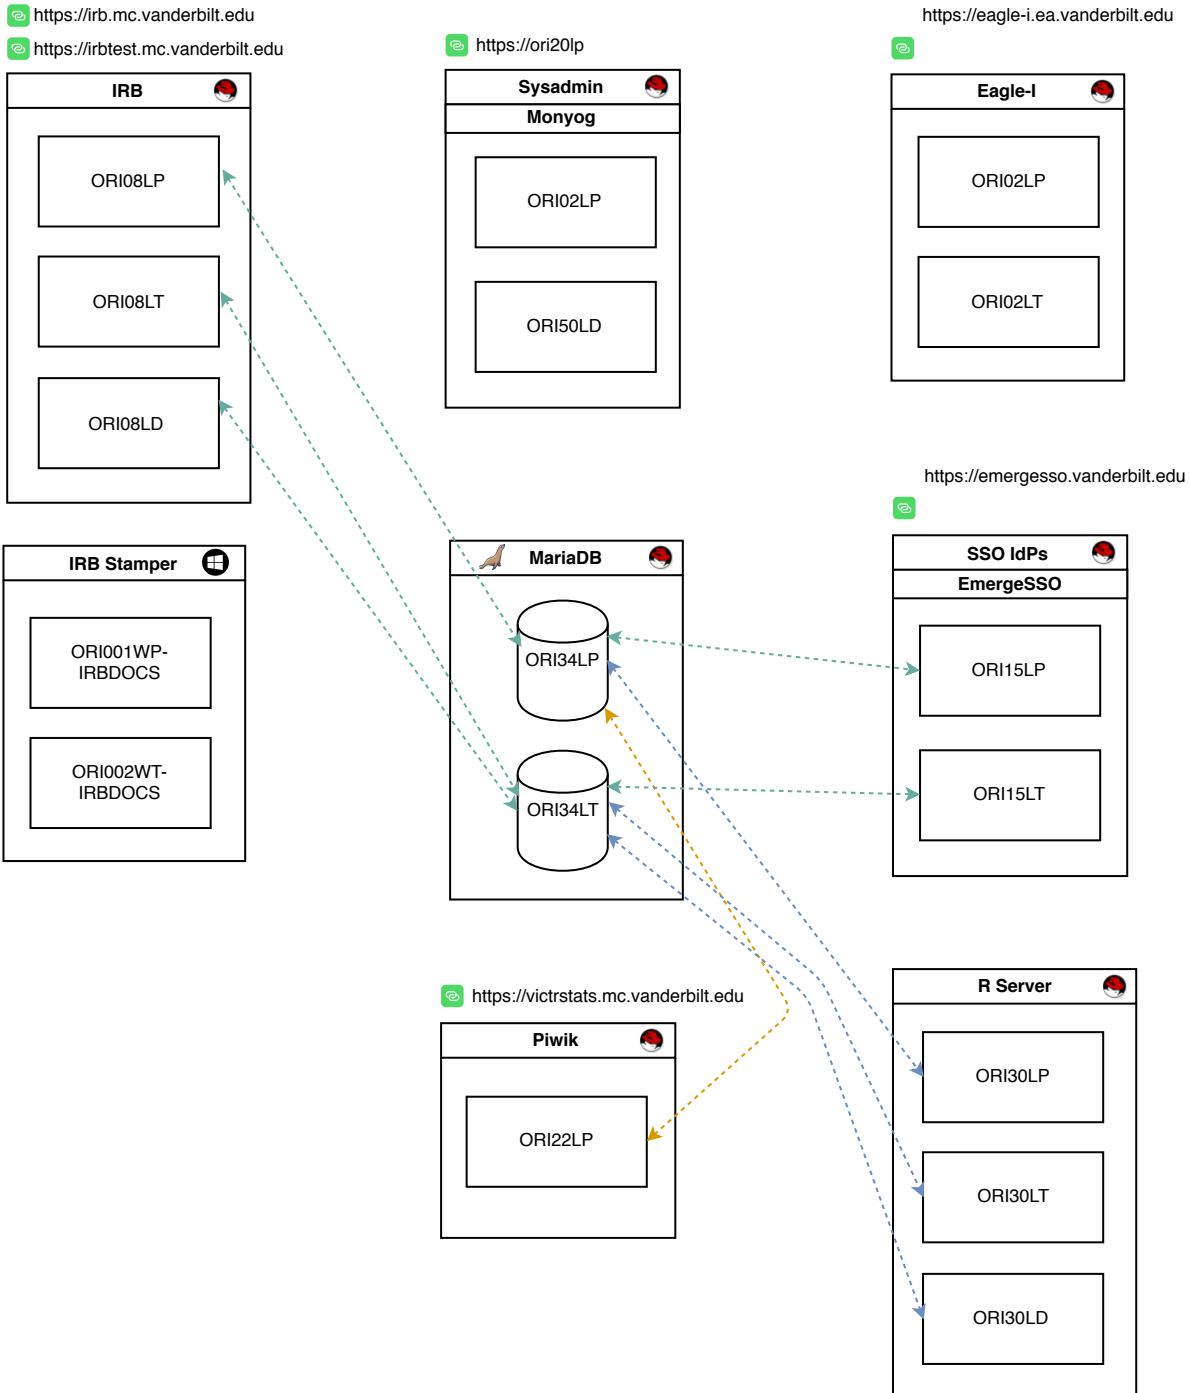 https://irb.mc.vanderbilt.edu
https://irbtest.mc.vanderbilt.edu
IRB
ORI08LP
ORI08LT
ORI08LD
https://ori20lp
Sysadmin
Monyog
ORI02LP
ORI50LD
https://eagle-i.ea.vanderbilt.edu
Eagle-I
ORI02LP
ORI02LT
IRB Stamper
ORI001WP-
IRBDOCS
ORI002WT-
IRBDOCS
MariaDB
ORI34LP
ORI34LT
https://emergesso.vanderbilt.edu
SSO IdPs
EmergeSSO
ORI15LP
ORI15LT
https://victrstats.mc.vanderbilt.edu
Piwik
ORI22LP
R Server
ORI30LP
ORI30LT
ORI30LD